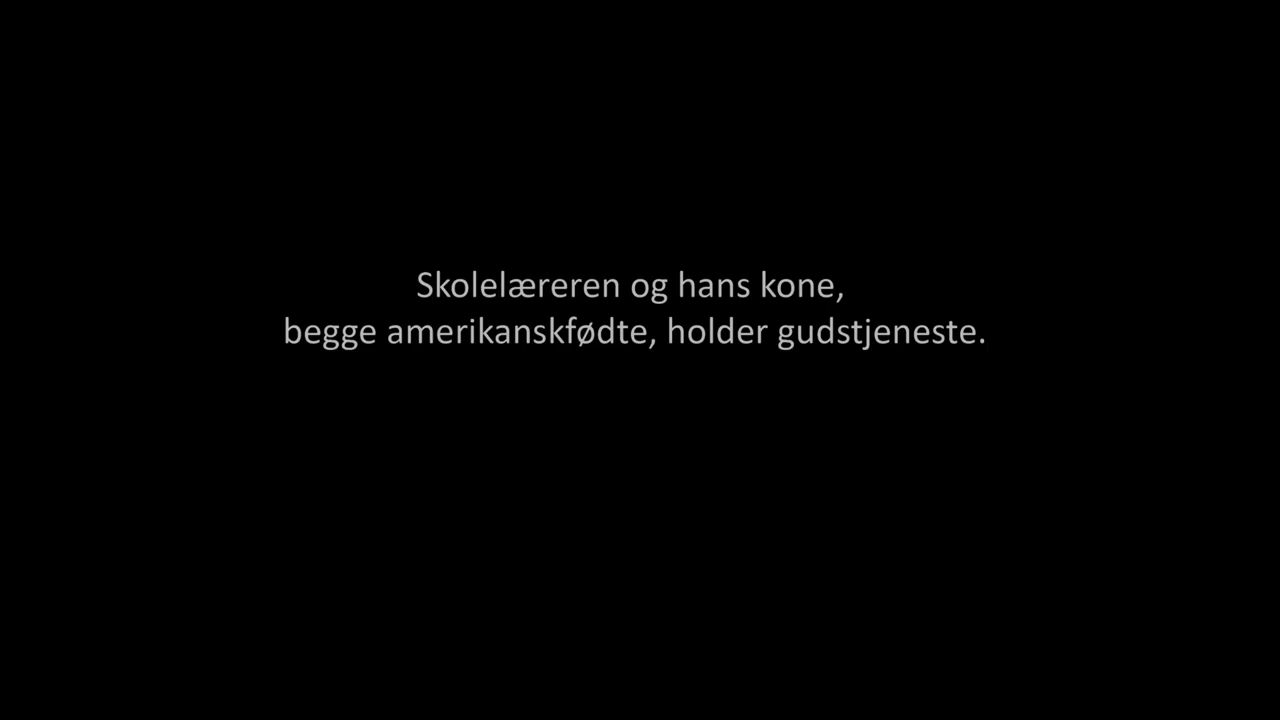 Skolelæreren og hans kone,
begge amerikanskfødte, holder gudstjeneste.